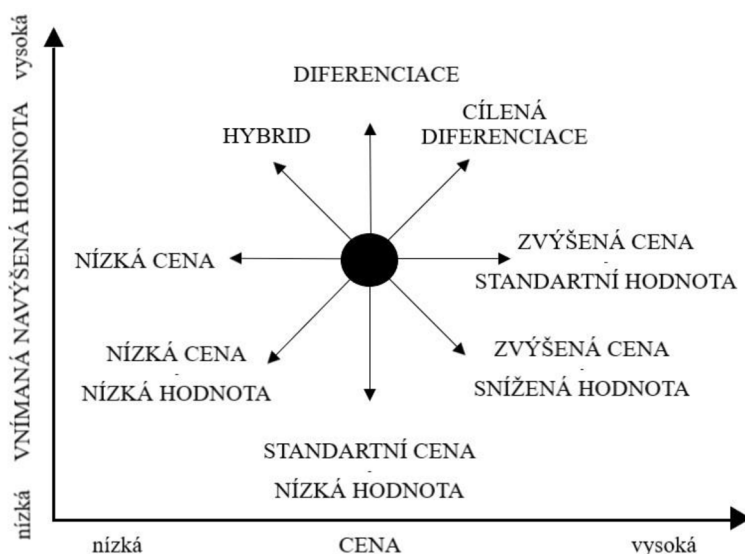 vysoká
VNÍMANÁ NAVÝŠENÁ HODNOTA
nízká
DIFERENCIACE
HYBRID
CÍLENÁ
DIFERENCIACE
NÍZKÁ CENA
ZVÝŠENÁ CENA
-
STANDARTNÍ HODNOTA
NÍZKÁ CENA
-
NÍZKÁ HODNOTA
ZVÝŠENÁ CENA
-
SNÍŽENÁ HODNOTA
STANDARTNÍ CENA
-
NÍZKÁ HODNOTA
nízká
CENA
vysoká